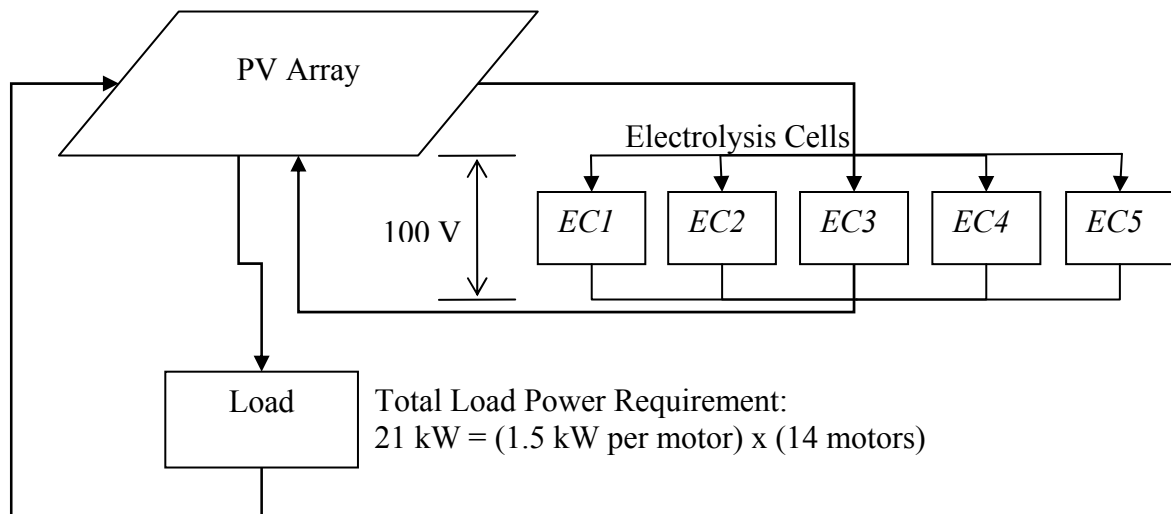 PV Array
Electrolysis Cells
EC1 EC2 EC3 EC4 EC5
100 V
Load
Total Load Power Requirement:
21 kW = (1.5 kW per motor) x (14 motors)